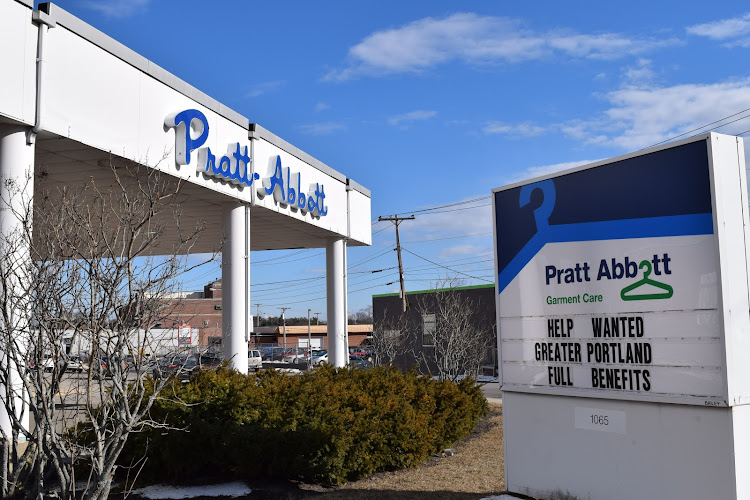 Pratt-Abbott
Pratt Abbott
Garment Care
HELP WANTED
GREATER PORTLAND
FULL BENEFITS
1065